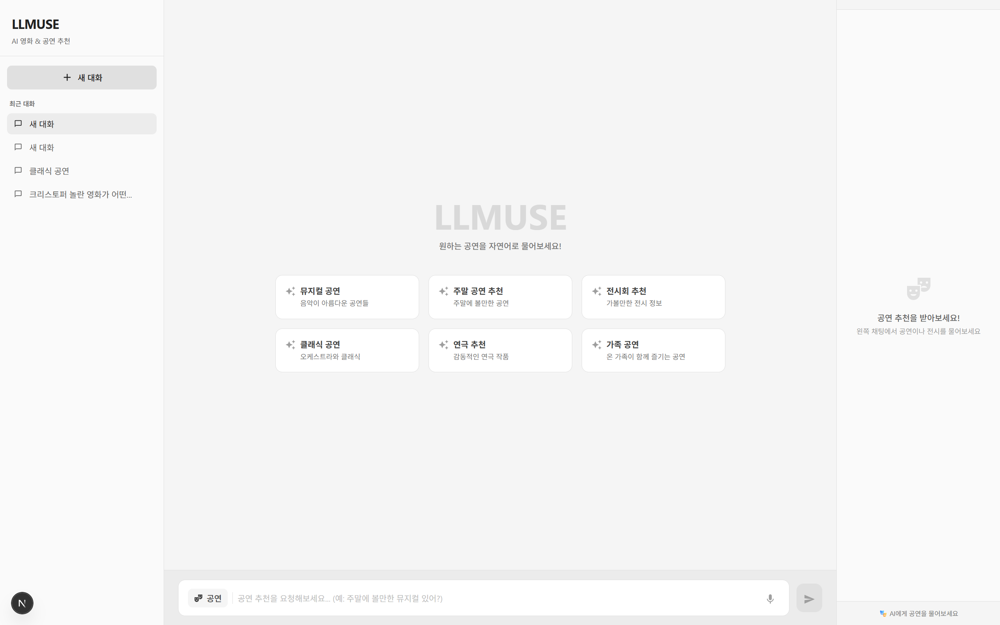 LLMUSE
AI 영화 & 공연 추천
새 대화
최근 대화
새 대화
새 대화
클래식 공연
크리스토퍼 놀란 영화가 어떤...
N
LLMUSE
원하는 공연을 자연어로 물어보세요!
뮤지컬 공연
음악이 아름다운 공연들
주말 공연 추천
주말에 볼만한 공연
전시회 추천
가볼만한 전시 정보
클래식 공연
오케스트라와 클래식
연극 추천
감동적인 연극 작품
가족 공연
온 가족이 함께 즐기는 공연
공연
공연 추천을 요청해보세요... (예: 주말에 볼만한 뮤지컬 있어?)
공연 추천을 받아보세요!
왼쪽 채팅에서 공연이나 전시를 물어보세요
🎭 AI에게 공연을 물어보세요